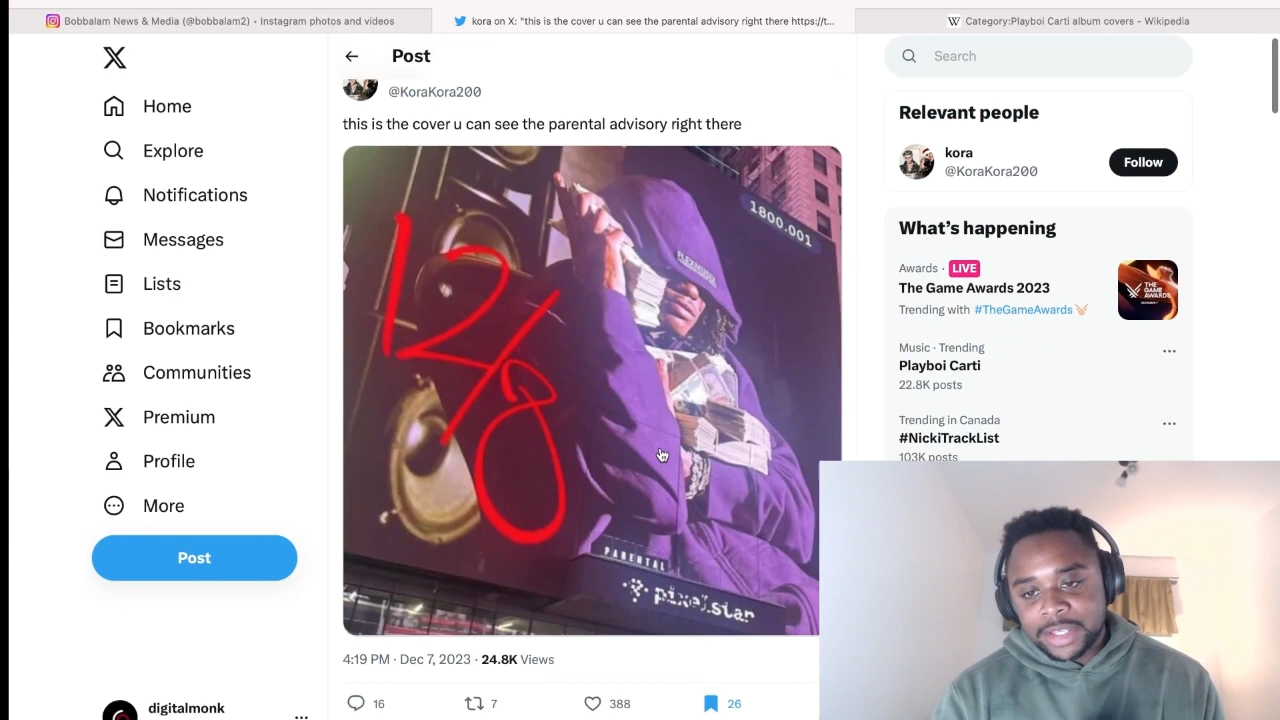 Bobbalam News & Media (@bobbalam2) • Instagram photos and videos
kora on X: "this is the cover u can see the parental advisory right there https://t...
W Category:Playboi Carti album covers - Wikipedia
Home
Explore
Notifications
Messages
Lists
Bookmarks
Communities
Premium
Profile
More
Post
digitalmonk
Post
@KoraKora200
this is the cover u can see the parental advisory right there
1800.001
12/8
PARENTAL
pixelstar
4:19 PM · Dec 7, 2023 · 24.8K Views
16
7
388
26
Search
Relevant people
kora
@KoraKora200
Follow
What's happening
Awards · LIVE
The Game Awards 2023
Trending with #TheGameAwards
THE GAME AWARDS
Music · Trending
Playboi Carti
22.8K posts
Trending in Canada
#NickiTrackList
103K posts